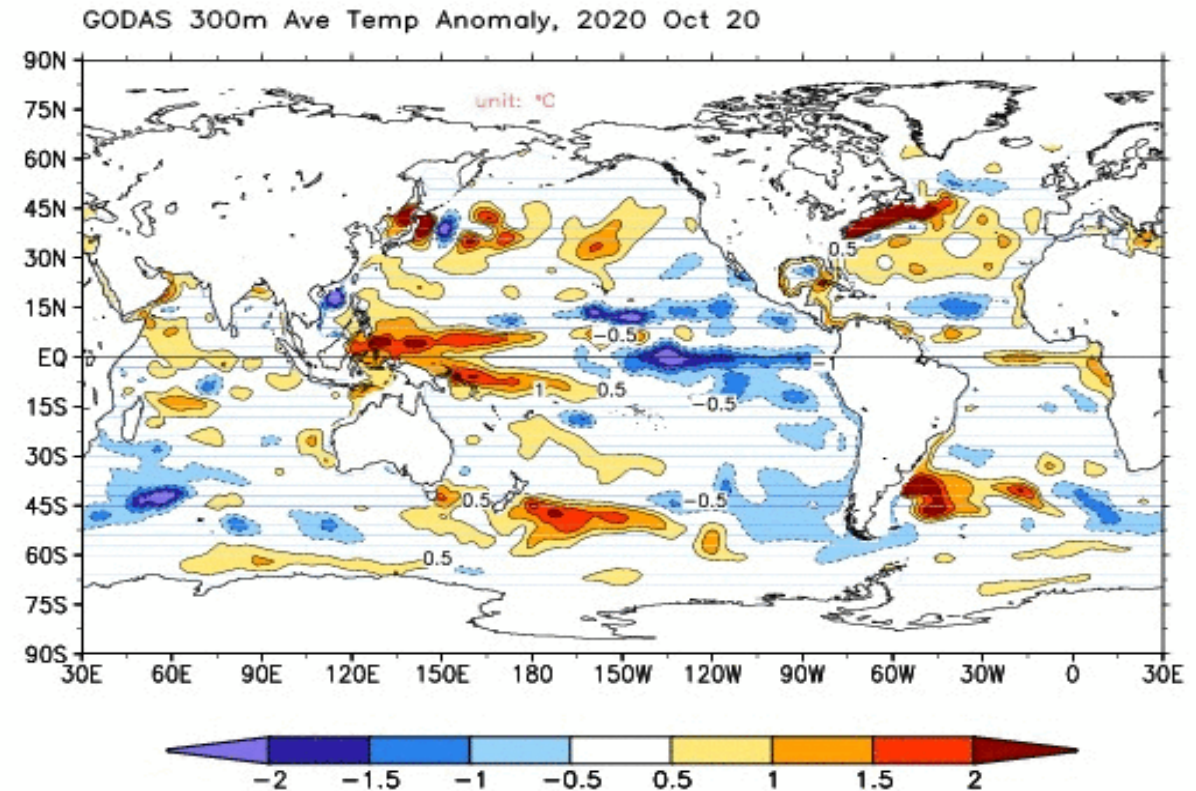 GODAS 300m Ave Temp Anomaly, 2020 Oct 20
90N
unit: °C
75N
60N
45N
0.5
30N
15N
-0.5
EQ
-1
1
0.5
-0.5
15S
30S
0.5
-0.5
45S
0.5
60S
75S
90S
30E 60E 90E 120E 150E 180 150W 120W 90W 60W 30W 0 30E
-2 -1.5 -1 -0.5 0.5 1 1.5 2